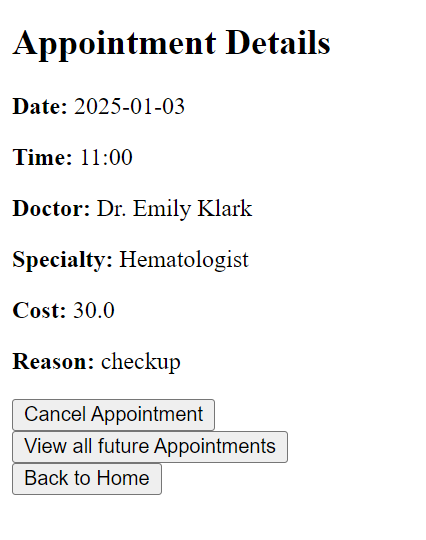 Appointment Details
Date: 2025-01-03
Time: 11:00
Doctor: Dr. Emily Klark
Specialty: Hematologist
Cost: 30.0
Reason: checkup
Cancel Appointment
View all future Appointments
Back to Home